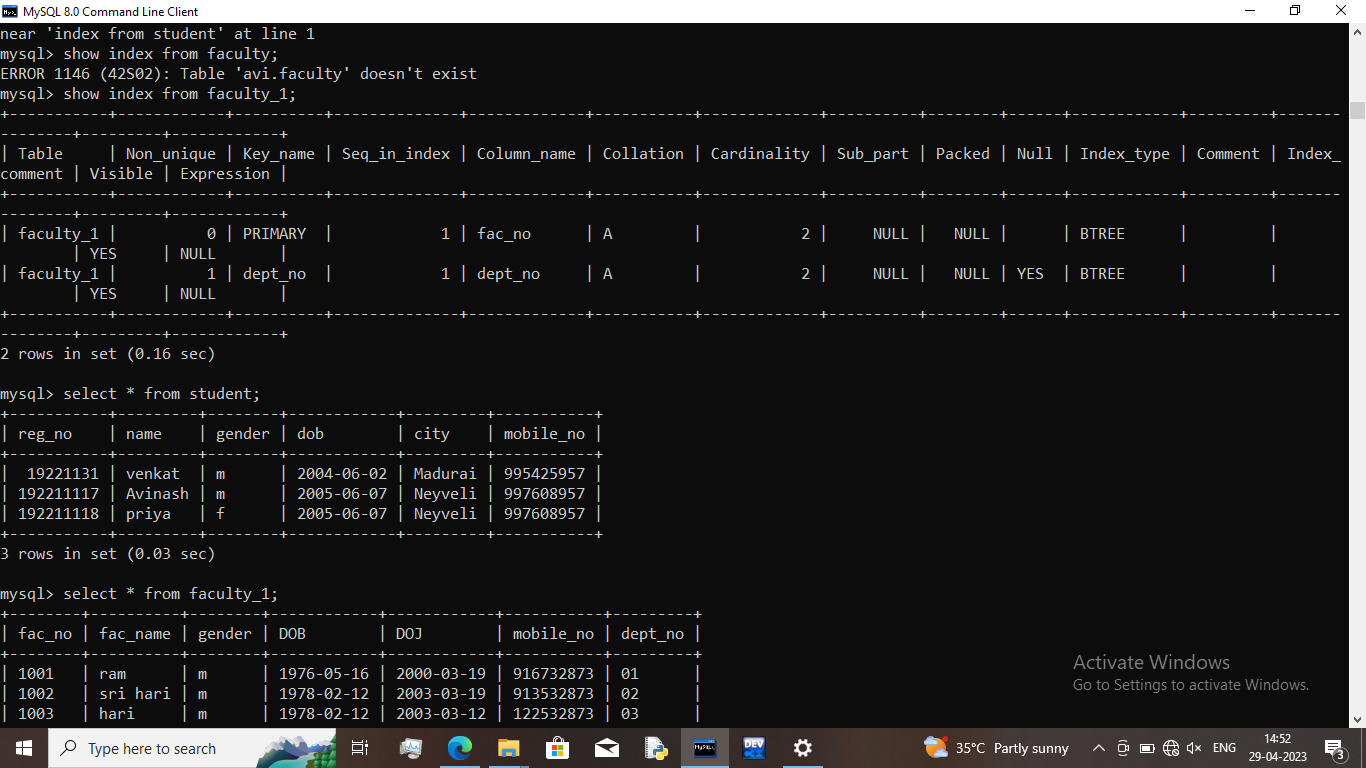 MySQL 8.0 Command Line Client
near 'index from student' at line 1
mysql> show index from faculty;
ERROR 1146 (42S02): Table 'avi.faculty' doesn't exist
mysql> show index from faculty_1;
+-----------+------------+----------+--------------+-------------+-----------+-------------+----------+--------+------+------------+---------+-------
--------+---------+------------+
| Table     | Non_unique | Key_name | Seq_in_index | Column_name | Collation | Cardinality | Sub_part | Packed | Null | Index_type | Comment | Index_
comment | Visible | Expression |
+-----------+------------+----------+--------------+-------------+-----------+-------------+----------+--------+------+------------+---------+-------
--------+---------+------------+
| faculty_1 |          0 | PRIMARY  |            1 | fac_no      | A         |           2 |     NULL |   NULL |      | BTREE      |         |
        | YES     | NULL       |
| faculty_1 |          1 | dept_no  |            1 | dept_no     | A         |           2 |     NULL |   NULL | YES  | BTREE      |         |
        | YES     | NULL       |
+-----------+------------+----------+--------------+-------------+-----------+-------------+----------+--------+------+------------+---------+-------
--------+---------+------------+
2 rows in set (0.16 sec)
mysql> select * from student;
+-----------+---------+--------+------------+---------+-----------+
| reg_no    | name    | gender | dob        | city    | mobile_no |
+-----------+---------+--------+------------+---------+-----------+
|  19221131 | venkat  | m      | 2004-06-02 | Madurai | 995425957 |
| 192211117 | Avinash | m      | 2005-06-07 | Neyveli | 997608957 |
| 192211118 | priya   | f      | 2005-06-07 | Neyveli | 997608957 |
+-----------+---------+--------+------------+---------+-----------+
3 rows in set (0.03 sec)
mysql> select * from faculty_1;
+--------+----------+--------+------------+------------+-----------+---------+
| fac_no | fac_name | gender | DOB        | DOJ        | mobile_no | dept_no |
+--------+----------+--------+------------+------------+-----------+---------+
| 1001   | ram      | m      | 1976-05-16 | 2000-03-19 | 916732873 | 01      |
| 1002   | sri hari | m      | 1978-02-12 | 2003-03-19 | 913532873 | 02      |
| 1003   | hari     | m      | 1978-02-12 | 2003-03-12 | 122532873 | 03      |
Activate Windows
Go to Settings to activate Windows.
Type here to search
MySQL
DEV
35°C Partly sunny
ENG
14:52
29-04-2023
3